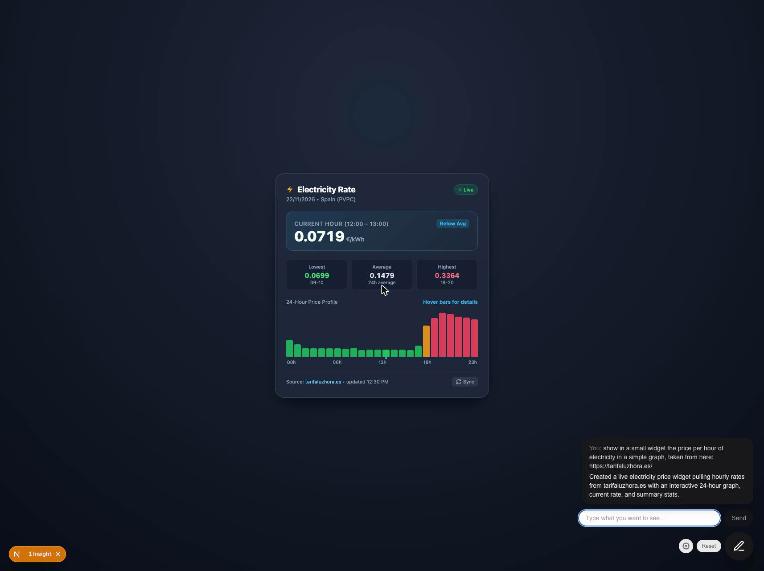 Electricity Rate
Live
22/11/2026 • Spain (PVPC)
CURRENT HOUR (12:00 – 13:00)
Below Avg
0.0719 €/kWh
Lowest
Average
Highest
0.0699
0.1479
0.3364
24h average
24-Hour Price Profile
Hover bars for details
00h
06h
12h
18h
23h
Source: tarifaluzhora.es • updated 12:30 PM
Sync
You: show in a small widget the price per hour of
electricity in a simple graph, taken from here:
https://tarifaluzhora.es/
Created a live electricity price widget pulling hourly rates
from tarifaluzhora.es with an interactive 24-hour graph,
current rate, and summary stats.
Type what you want to see
Send
Reset
N
1 Insight